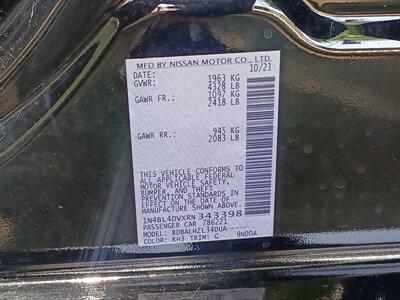 MFD BY NISSAN MOTOR CO., LTD.
DATE: 10/23
GVWR: 1963 KG
4328 LB
GAWR FR.: 1097 KG
2418 LB
GAWR RR.: 945 KG
2083 LB
THIS VEHICLE CONFORMS TO
ALL APPLICABLE FEDERAL
MOTOR VEHICLE SAFETY,
BUMPER, AND THEFT
PREVENTION STANDARDS IN
EFFECT ON THE DATE OF
MANUFACTURE SHOWN ABOVE.
1N4BL4DVXRN343398
PASSENGER CAR 786221
MODEL: BDBALHZL34DUA-----
COLOR: KH3 TRIM: G 9N00A